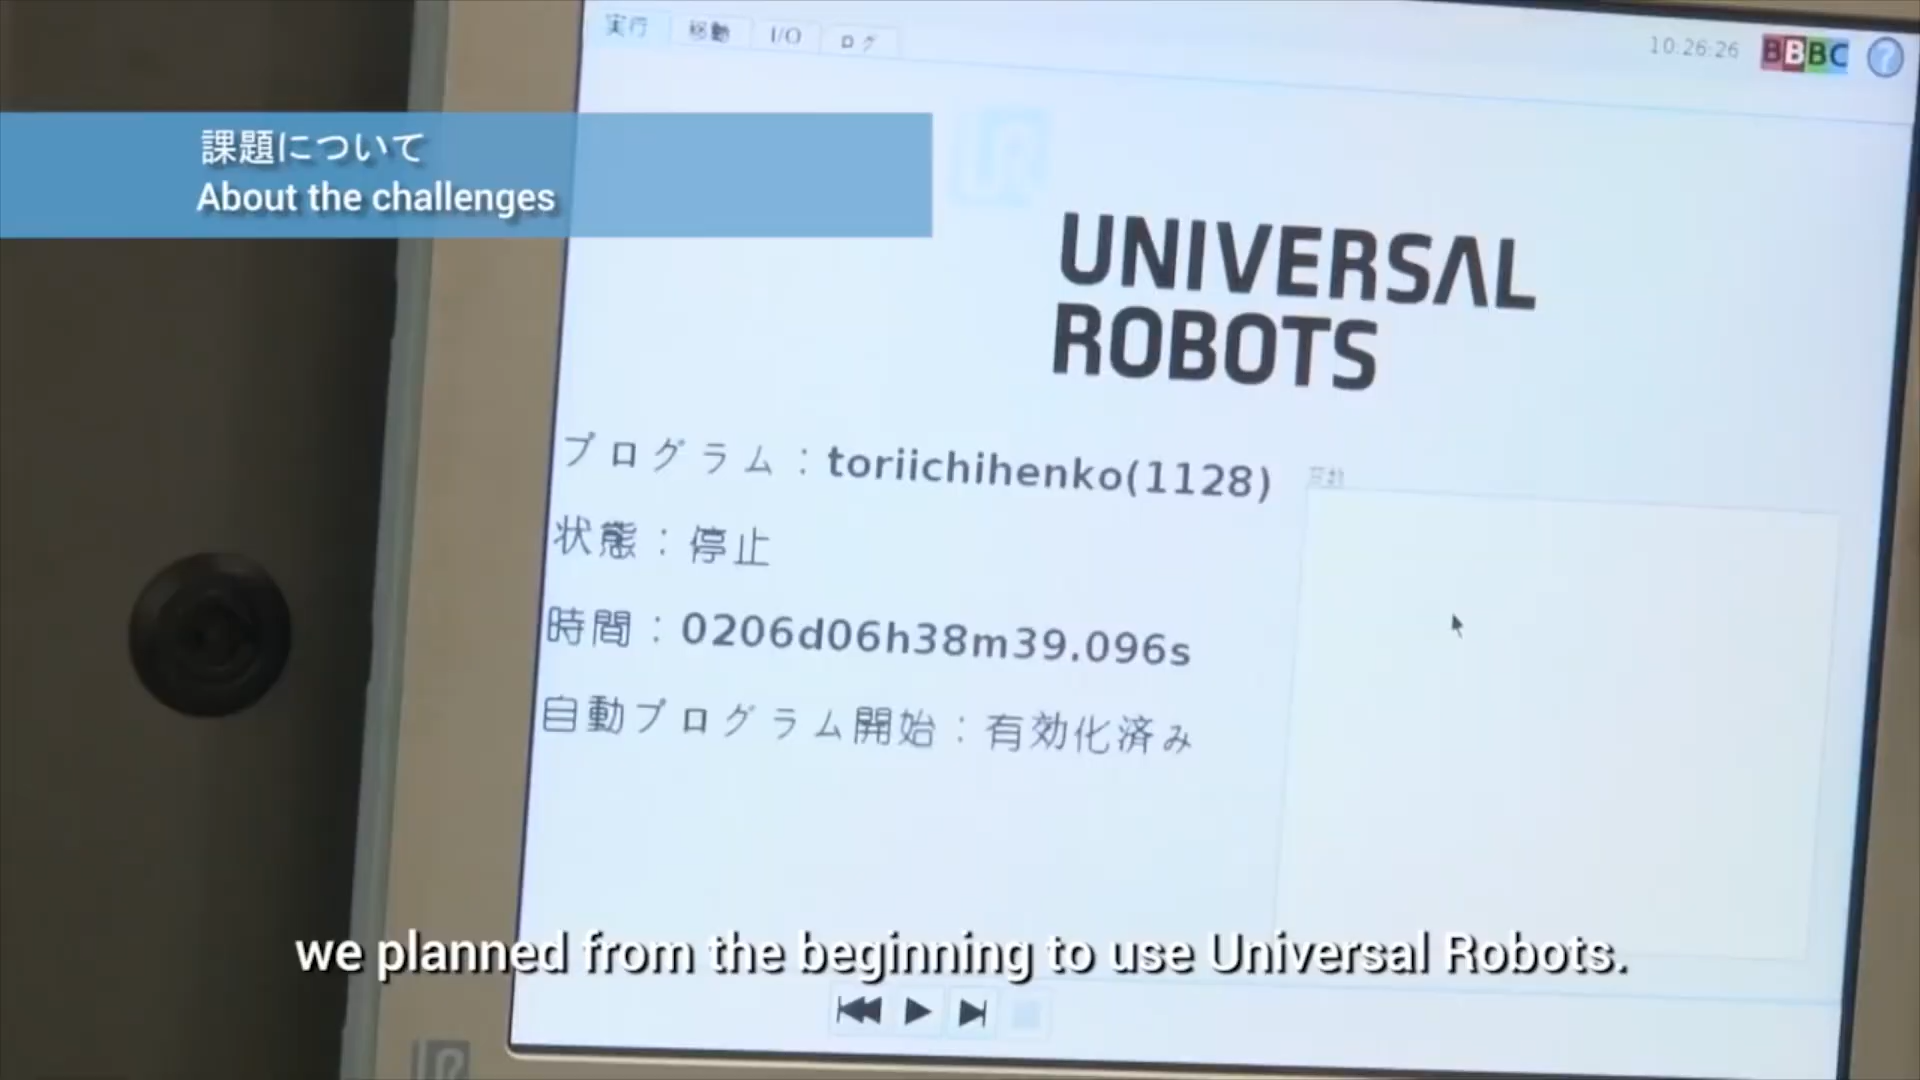 実行 移動 I/O ログ
10:26:26 BBBC ?
課題について
About the challenges
UNIVERSAL
ROBOTS
プログラム：toriichihenko(1128)
状態：停止
時間：0206d06h38m39.096s
自動プログラム開始：有効化済み
we planned from the beginning to use Universal Robots.